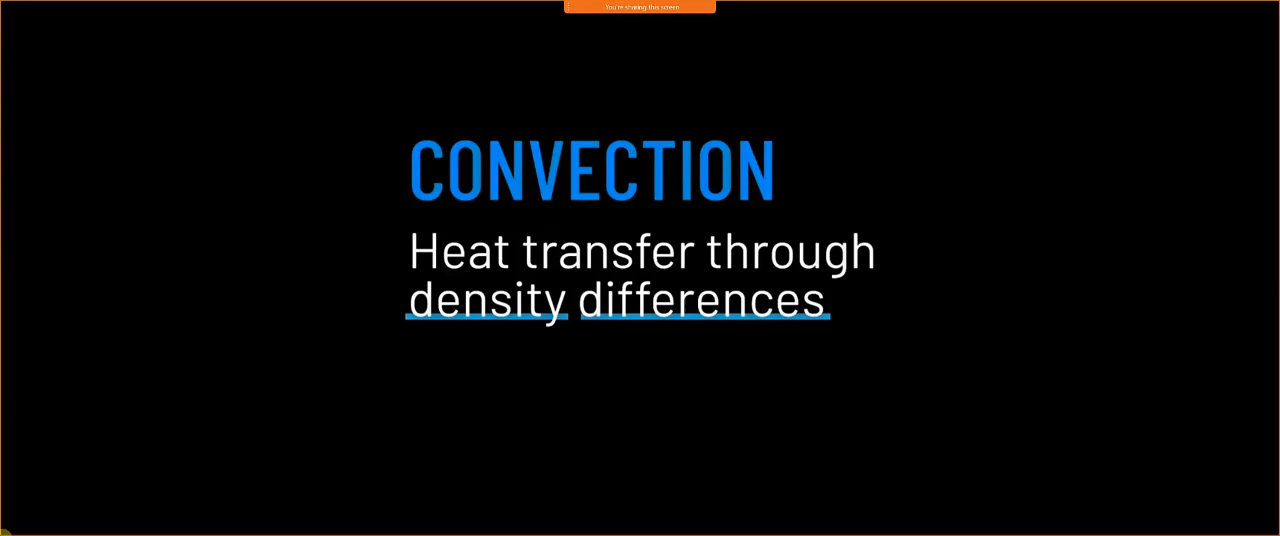 You're sharing this screen
CONVECTION
Heat transfer through
density differences